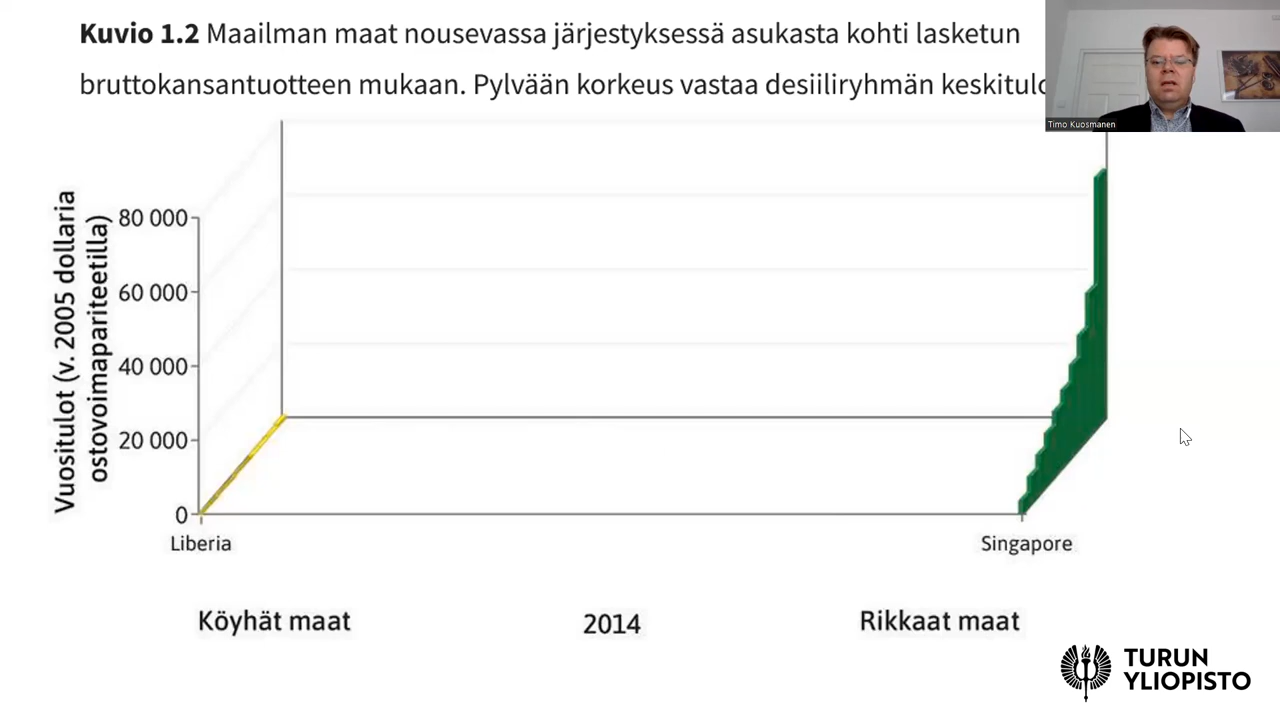 Kuvio 1.2 Maailman maat nousevassa järjestyksessä asukasta kohti lasketun
bruttokansantuotteen mukaan. Pylvään korkeus vastaa desiiliryhmän
Timo Kuosmanen
Vuositulot (v. 2005 dollaria
ostovoimapariteetilla)
80 000
60 000
40 000
20 000
0
Liberia
Singapore
Köyhät maat
2014
Rikkaat maat
TURUN
YLIOPISTO